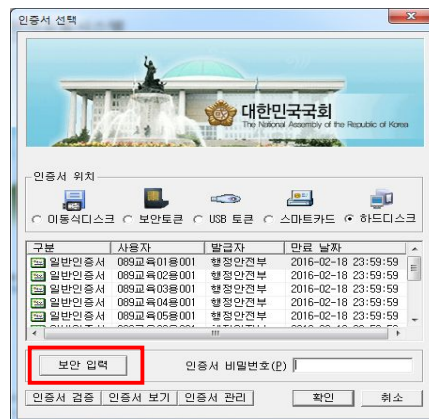 인증서 선택
대한민국국회
The National Assembly of the Republic of Korea
인증서 위치
이동식디스크 보안토큰 USB 토큰 스마트카드 하드디스크
구분 사용자 발급자 만료 날짜
일반인증서 089교육01용001 행정안전부 2016-02-18 23:59:59
일반인증서 089교육02용001 행정안전부 2016-02-18 23:59:59
일반인증서 089교육03용001 행정안전부 2016-02-18 23:59:59
일반인증서 089교육04용001 행정안전부 2016-02-18 23:59:59
일반인증서 089교육05용001 행정안전부 2016-02-18 23:59:59
보안 입력 인증서 비밀번호(P)
인증서 검증 인증서 보기 인증서 관리 확인 취소